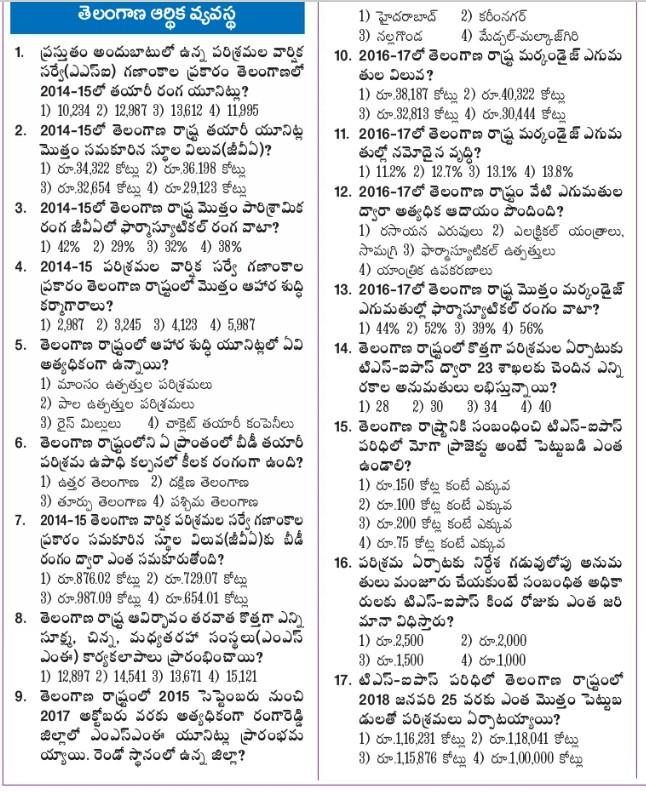 తెలంగాణ ఆర్థిక వ్యవస్థ
1. ప్రస్తుతం అందుబాటులో ఉన్న పరిశ్రమల వార్షిక
సర్వే(ఎఎస్ఐ) గణాంకాల ప్రకారం తెలంగాణలో
2014-15లో తయారీ రంగ యూనిట్లు?
1) 10,234 2) 12,987 3) 13,612 4) 11,995
2. 2014-15లో తెలంగాణ రాష్ట్ర తయారీ యూనిట్ల
మొత్తం సమకూరిన స్థూల విలువ(జీవీఏ)?
1) రూ.34,322 కోట్లు 2) రూ.36.198 కోట్లు
3) రూ.32,654 కోట్లు 4) రూ.29,123 కోట్లు
3. 2014-15లో తెలంగాణ రాష్ట్ర మొత్తం పారిశ్రామిక
రంగ జీవీఏలో ఫార్మాస్యూటికల్ రంగ వాటా?
1) 42% 2) 29% 3) 32% 4) 38%
4. 2014-15 పరిశ్రమల వార్షిక సర్వే గణాంకాల
ప్రకారం తెలంగాణ రాష్ట్రంలో మొత్తం ఆహార శుద్ధి
కర్మాగారాలు?
1) 2,987 2) 3,245 3) 4,123 4) 5,987
5. తెలంగాణ రాష్ట్రంలో ఆహార శుద్ధి యూనిట్లలో ఏవి
అత్యధికంగా ఉన్నాయి?
1) మాంసం ఉత్పత్తుల పరిశ్రమలు
2) పాల ఉత్పత్తుల పరిశ్రమలు
3) రైస్ మిల్లులు 4) చాక్లెట్ తయారీ కంపెనీలు
6. తెలంగాణ రాష్ట్రంలోని ఏ ప్రాంతంలో బీడీ తయారీ
పరిశ్రమ ఉపాధి కల్పనలో కీలక రంగంగా ఉంది?
1) ఉత్తర తెలంగాణ 2) దక్షిణ తెలంగాణ
3) తూర్పు తెలంగాణ 4) పశ్చిమ తెలంగాణ
7. 2014-15 తెలంగాణ వార్షిక పరిశ్రమల సర్వే గణాంకాల
ప్రకారం సమకూరిన స్థూల విలువ(జీవీఏ)కు బీడీ
రంగం ద్వారా ఎంత సమకూరుతోంది?
1) రూ.876.02 కోట్లు 2) రూ.729.07 కోట్లు
3) రూ.987.09 కోట్లు 4) రూ.654.01 కోట్లు
8. తెలంగాణ రాష్ట్ర ఆవిర్భావం తరవాత కొత్తగా ఎన్ని
సూక్ష్మ, చిన్న, మధ్యతరహా సంస్థలు(ఎంఎస్
ఎంఈ) కార్యకలాపాలు ప్రారంభించాయి?
1) 12,897 2) 14,541 3) 13,671 4) 15,121
9. తెలంగాణ రాష్ట్రంలో 2015 సెప్టెంబరు నుంచి
2017 అక్టోబరు వరకు అత్యధికంగా రంగారెడ్డి
జిల్లాలో ఎంఎస్ఎంఈ యూనిట్లు ప్రారంభమ
య్యాయి. రెండో స్థానంలో ఉన్న జిల్లా?
1) హైదరాబాద్ 2) కరీంనగర్
3) నల్లగొండ 4) మేడ్చల్-మల్కాజ్‌గిరి
10. 2016-17లో తెలంగాణ రాష్ట్ర మర్కండైజ్ ఎగుమ
తుల విలువ?
1) రూ.38,187 కోట్లు 2) రూ.40,322 కోట్లు
3) రూ.32,813 కోట్లు 4) రూ.30,444 కోట్లు
11. 2016-17లో తెలంగాణ రాష్ట్ర మర్కండైజ్ ఎగుమ
తుల్లో నమోదైన వృద్ధి?
1) 11.2% 2) 12.7% 3) 13.1% 4) 13.8%
12. 2016-17లో తెలంగాణ రాష్ట్రం వేటి ఎగుమతుల
ద్వారా అత్యధిక ఆదాయం పొందింది?
1) రసాయన ఎరువులు 2) ఎలక్ట్రికల్ యంత్రాలు,
సామగ్రి 3) ఫార్మాస్యూటికల్ ఉత్పత్తులు
4) యాంత్రిక ఉపకరణాలు
13. 2016-17లో తెలంగాణ రాష్ట్ర మొత్తం మర్కండైజ్
ఎగుమతుల్లో ఫార్మాస్యూటికల్ రంగం వాటా?
1) 44% 2) 52% 3) 39% 4) 56%
14. తెలంగాణ రాష్ట్రంలో కొత్తగా పరిశ్రమల ఏర్పాటుకు
టిఎస్-ఐపాస్ ద్వారా 23 శాఖలకు చెందిన ఎన్ని
రకాల అనుమతులు లభిస్తున్నాయి?
1) 28 2) 30 3) 34 4) 40
15. తెలంగాణ రాష్ట్రానికి సంబంధించి టిఎస్-ఐపాస్
పరిధిలో మెగా ప్రాజెక్టు అంటే పెట్టుబడి ఎంత
ఉండాలి?
1) రూ.150 కోట్ల కంటే ఎక్కువ
2) రూ.100 కోట్ల కంటే ఎక్కువ
3) రూ.200 కోట్ల కంటే ఎక్కువ
4) రూ.75 కోట్ల కంటే ఎక్కువ
16. పరిశ్రమ ఏర్పాటకు నిర్దేశ గడువులోపు అనుమ
తులు మంజూరు చేయకుంటే సంబంధిత అధికా
రులకు టిఎస్-ఐపాస్ కింద రోజుకు ఎంత జరి
మానా విధిస్తారు?
1) రూ.2,500 2) రూ.2,000
3) రూ.1,500 4) రూ.1,000
17. టిఎస్-ఐపాస్ పరిధిలో తెలంగాణ రాష్ట్రంలో
2018 జనవరి 25 వరకు ఎంత మొత్తం పెట్టుబ
డులతో పరిశ్రమలు ఏర్పాటయ్యాయి?
1) రూ.1,16,231 కోట్లు 2) రూ.1,18,041 కోట్లు
3) రూ.1,15,876 కోట్లు 4) రూ.1,00,000 కోట్లు